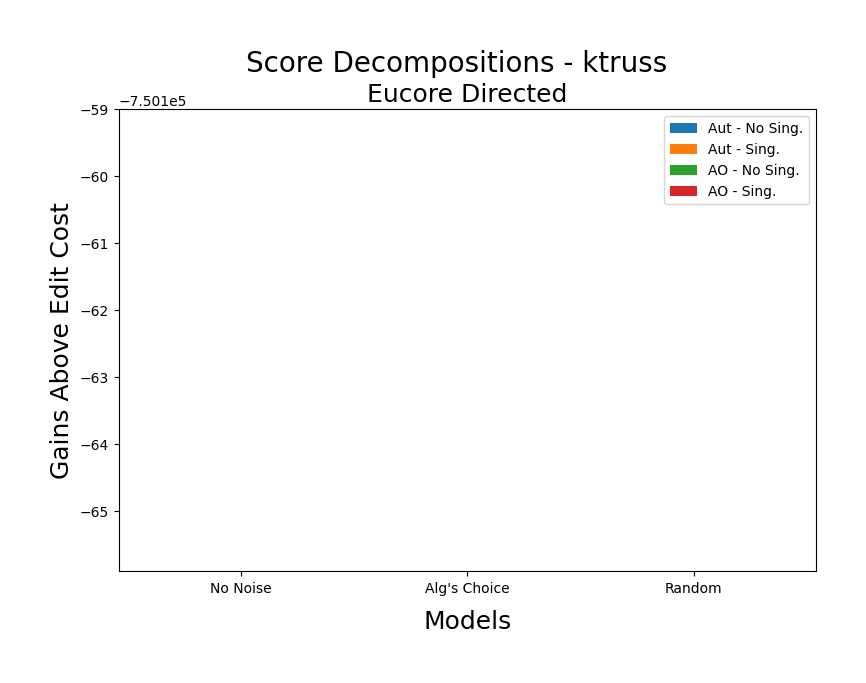 Score Decompositions - ktruss
Eucore Directed
−7.501e5
−59
−60
−61
−62
−63
−64
−65
Gains Above Edit Cost
Aut - No Sing.
Aut - Sing.
AO - No Sing.
AO - Sing.
No Noise
Alg's Choice
Random
Models